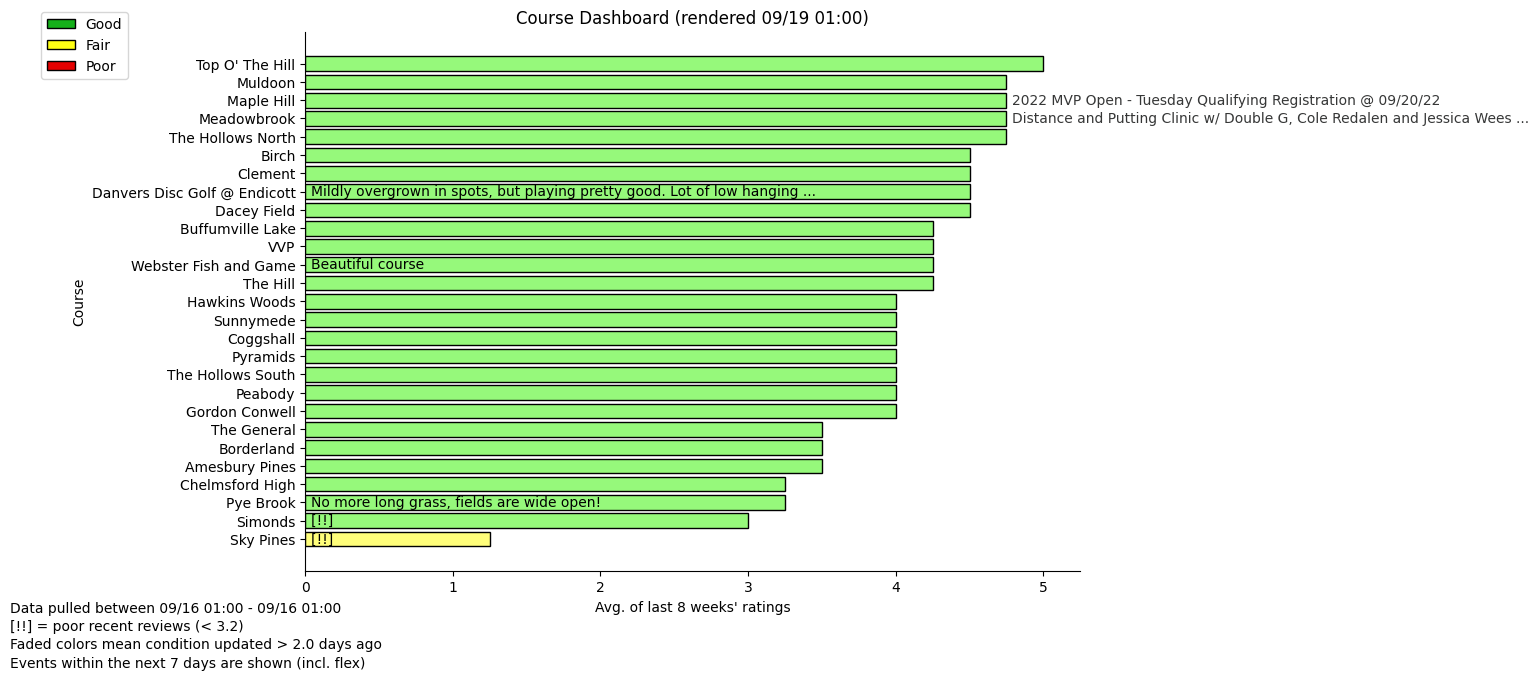 Good
Fair
Poor
Course Dashboard (rendered 09/19 01:00)
Top O' The Hill
Muldoon
Maple Hill 2022 MVP Open - Tuesday Qualifying Registration @ 09/20/22
Meadowbrook Distance and Putting Clinic w/ Double G, Cole Redalen and Jessica Wees ...
The Hollows North
Birch
Clement
Danvers Disc Golf @ Endicott Mildly overgrown in spots, but playing pretty good. Lot of low hanging ...
Dacey Field
Buffumville Lake
VVP
Webster Fish and Game Beautiful course
The Hill
Hawkins Woods
Sunnymede
Coggshall
Pyramids
The Hollows South
Peabody
Gordon Conwell
The General
Borderland
Amesbury Pines
Chelmsford High
Pye Brook No more long grass, fields are wide open!
Simonds [!!]
Sky Pines [!!]
Course
0 1 2 3 4 5
Avg. of last 8 weeks' ratings
Data pulled between 09/16 01:00 - 09/16 01:00
[!!] = poor recent reviews (< 3.2)
Faded colors mean condition updated > 2.0 days ago
Events within the next 7 days are shown (incl. flex)